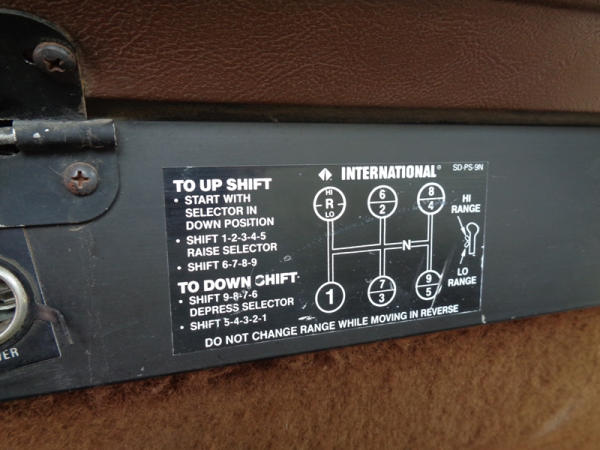 INTERNATIONAL® SD-PS-9N
TO UP SHIFT
• START WITH
SELECTOR IN
DOWN POSITION
• SHIFT 1-2-3-4-5
RAISE SELECTOR
• SHIFT 6-7-8-9
TO DOWN SHIFT
• SHIFT 9-8-7-6
DEPRESS SELECTOR
• SHIFT 5-4-3-2-1
HI
R
LO
6
2
8
4
N
1
7
3
9
5
HI
RANGE
LO
RANGE
DO NOT CHANGE RANGE WHILE MOVING IN REVERSE